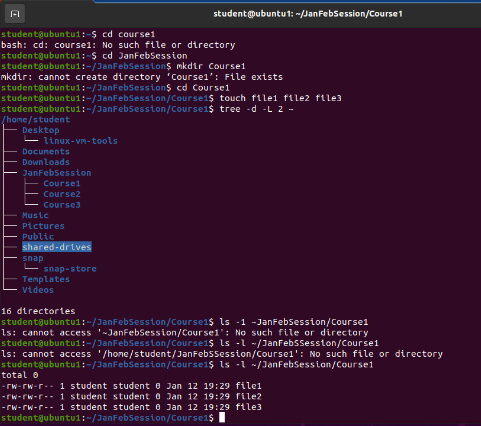 student@ubuntu1: ~/JanFebSession/Course1
student@ubuntu1:~$ cd course1
bash: cd: course1: No such file or directory
student@ubuntu1:~$ cd JanFebSession
student@ubuntu1:~/JanFebSession$ mkdir Course1
mkdir: cannot create directory ‘Course1’: File exists
student@ubuntu1:~/JanFebSession$ cd Course1
student@ubuntu1:~/JanFebSession/Course1$ touch file1 file2 file3
student@ubuntu1:~/JanFebSession/Course1$ tree -d -L 2 ~
/home/student
├── Desktop
│   └── linux-vm-tools
├── Documents
├── Downloads
├── JanFebSession
│   ├── Course1
│   ├── Course2
│   └── Course3
├── Music
├── Pictures
├── Public
├── shared-drives
├── snap
│   └── snap-store
├── Templates
└── Videos
16 directories
student@ubuntu1:~/JanFebSession/Course1$ ls -1 ~JanFebSession/Course1
ls: cannot access '~JanFebSession/Course1': No such file or directory
student@ubuntu1:~/JanFebSession/Course1$ ls -l ~/JanFebSSession/Course1
ls: cannot access '/home/student/JanFebSSession/Course1': No such file or directory
student@ubuntu1:~/JanFebSession/Course1$ ls -l ~/JanFebSession/Course1
total 0
-rw-rw-r-- 1 student student 0 Jan 12 19:29 file1
-rw-rw-r-- 1 student student 0 Jan 12 19:29 file2
-rw-rw-r-- 1 student student 0 Jan 12 19:29 file3
student@ubuntu1:~/JanFebSession/Course1$